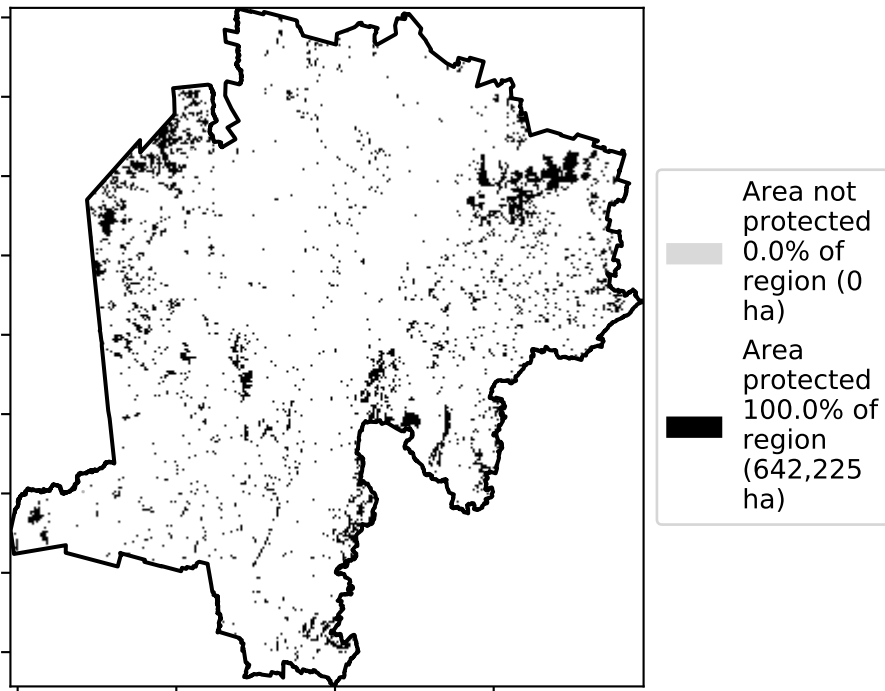 Area not
protected
0.0% of
region (0
ha)
Area
protected
100.0% of
region
(642,225
ha)